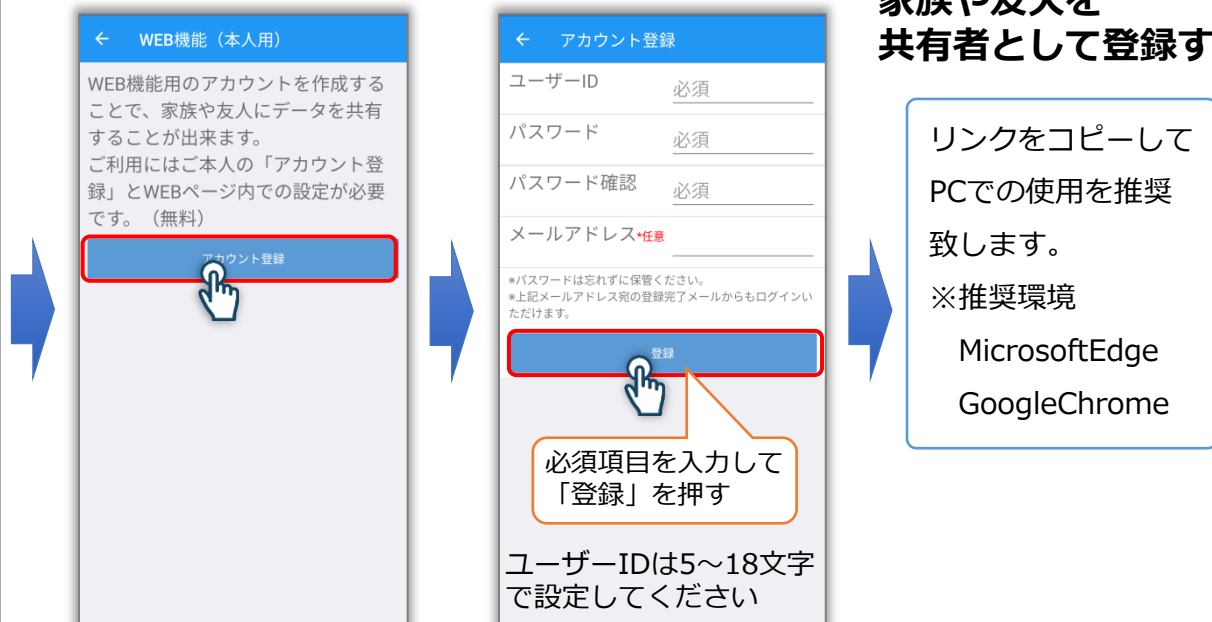 ← WEB機能（本人用）
WEB機能用のアカウントを作成する
ことで、家族や友人にデータを共有
することが出来ます。
ご利用にはご本人の「アカウント登
録」とWEBページ内での設定が必要
です。（無料）
アカウント登録
← アカウント登録
ユーザーID 必須
パスワード 必須
パスワード確認 必須
メールアドレス*任意
*パスワードは忘れずに保管ください。
*上記メールアドレス宛の登録完了メールからもログインい
ただけます。
登録
必須項目を入力して
「登録」を押す
ユーザーIDは5～18文字
で設定してください
家族や友人を
共有者として登録す
リンクをコピーして
PCでの使用を推奨
致します。
※推奨環境
MicrosoftEdge
GoogleChrome